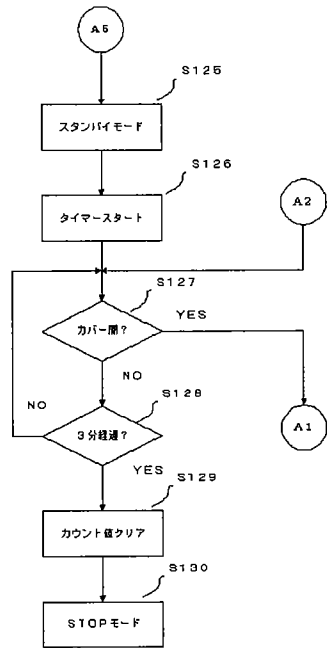 A5
S125
スタンバイモード
S126
タイマースタート
A2
S127
カバー開?
YES
NO
S128
NO
3分経過?
A1
YES
S129
カウント値クリア
S130
STOPモード